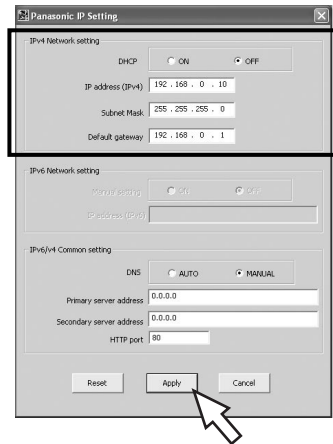 Panasonic IP Setting
IPv4 Network setting
DHCP ON OFF
IP address (IPv4) 192 . 168 . 0 . 10
Subnet Mask 255 . 255 . 255 . 0
Default gateway 192 . 168 . 0 . 1
IPv6 Network setting
Manual setting ON OFF
IP address (IPv6)
IPv6/v4 Common setting
DNS AUTO MANUAL
Primary server address 0.0.0.0
Secondary server address 0.0.0.0
HTTP port 80
Reset Apply Cancel